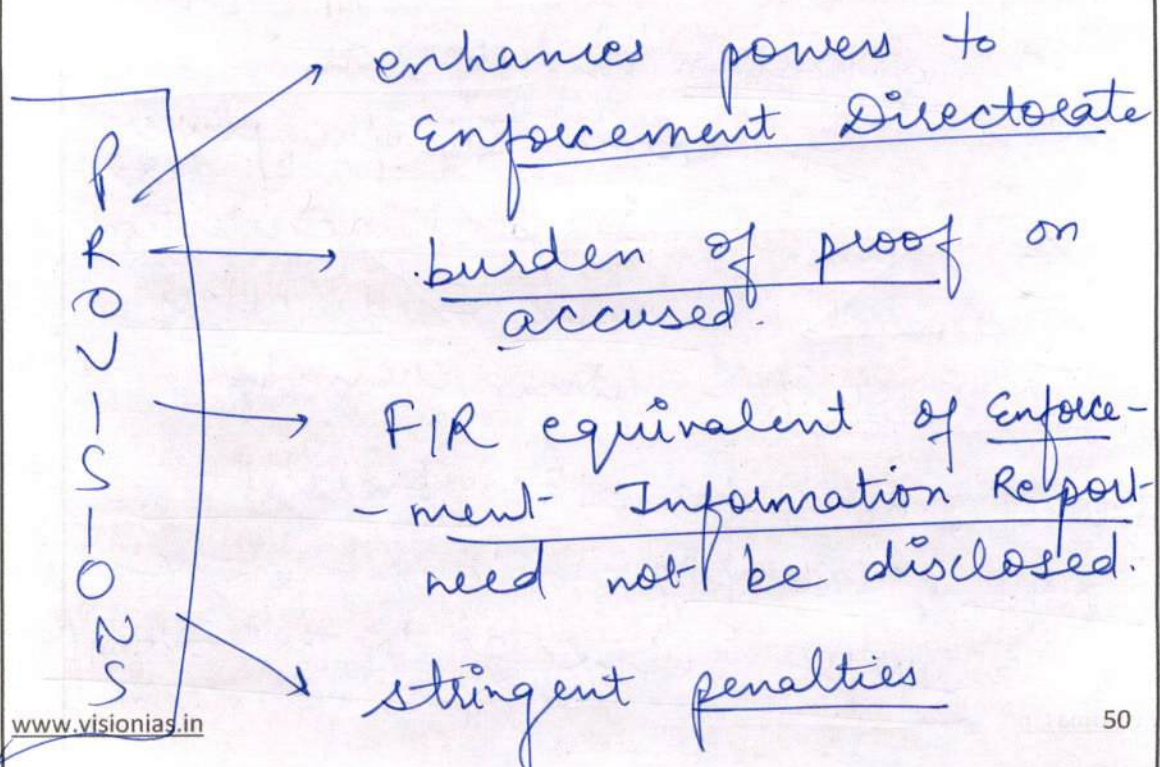 enhances powers to
Enforcement Directorate
PROVISIONS
burden of proof on
accused.
FIR equivalent of Enforce-
- ment Information Report
need not be disclosed.
stringent penalties
www.visionias.in
50